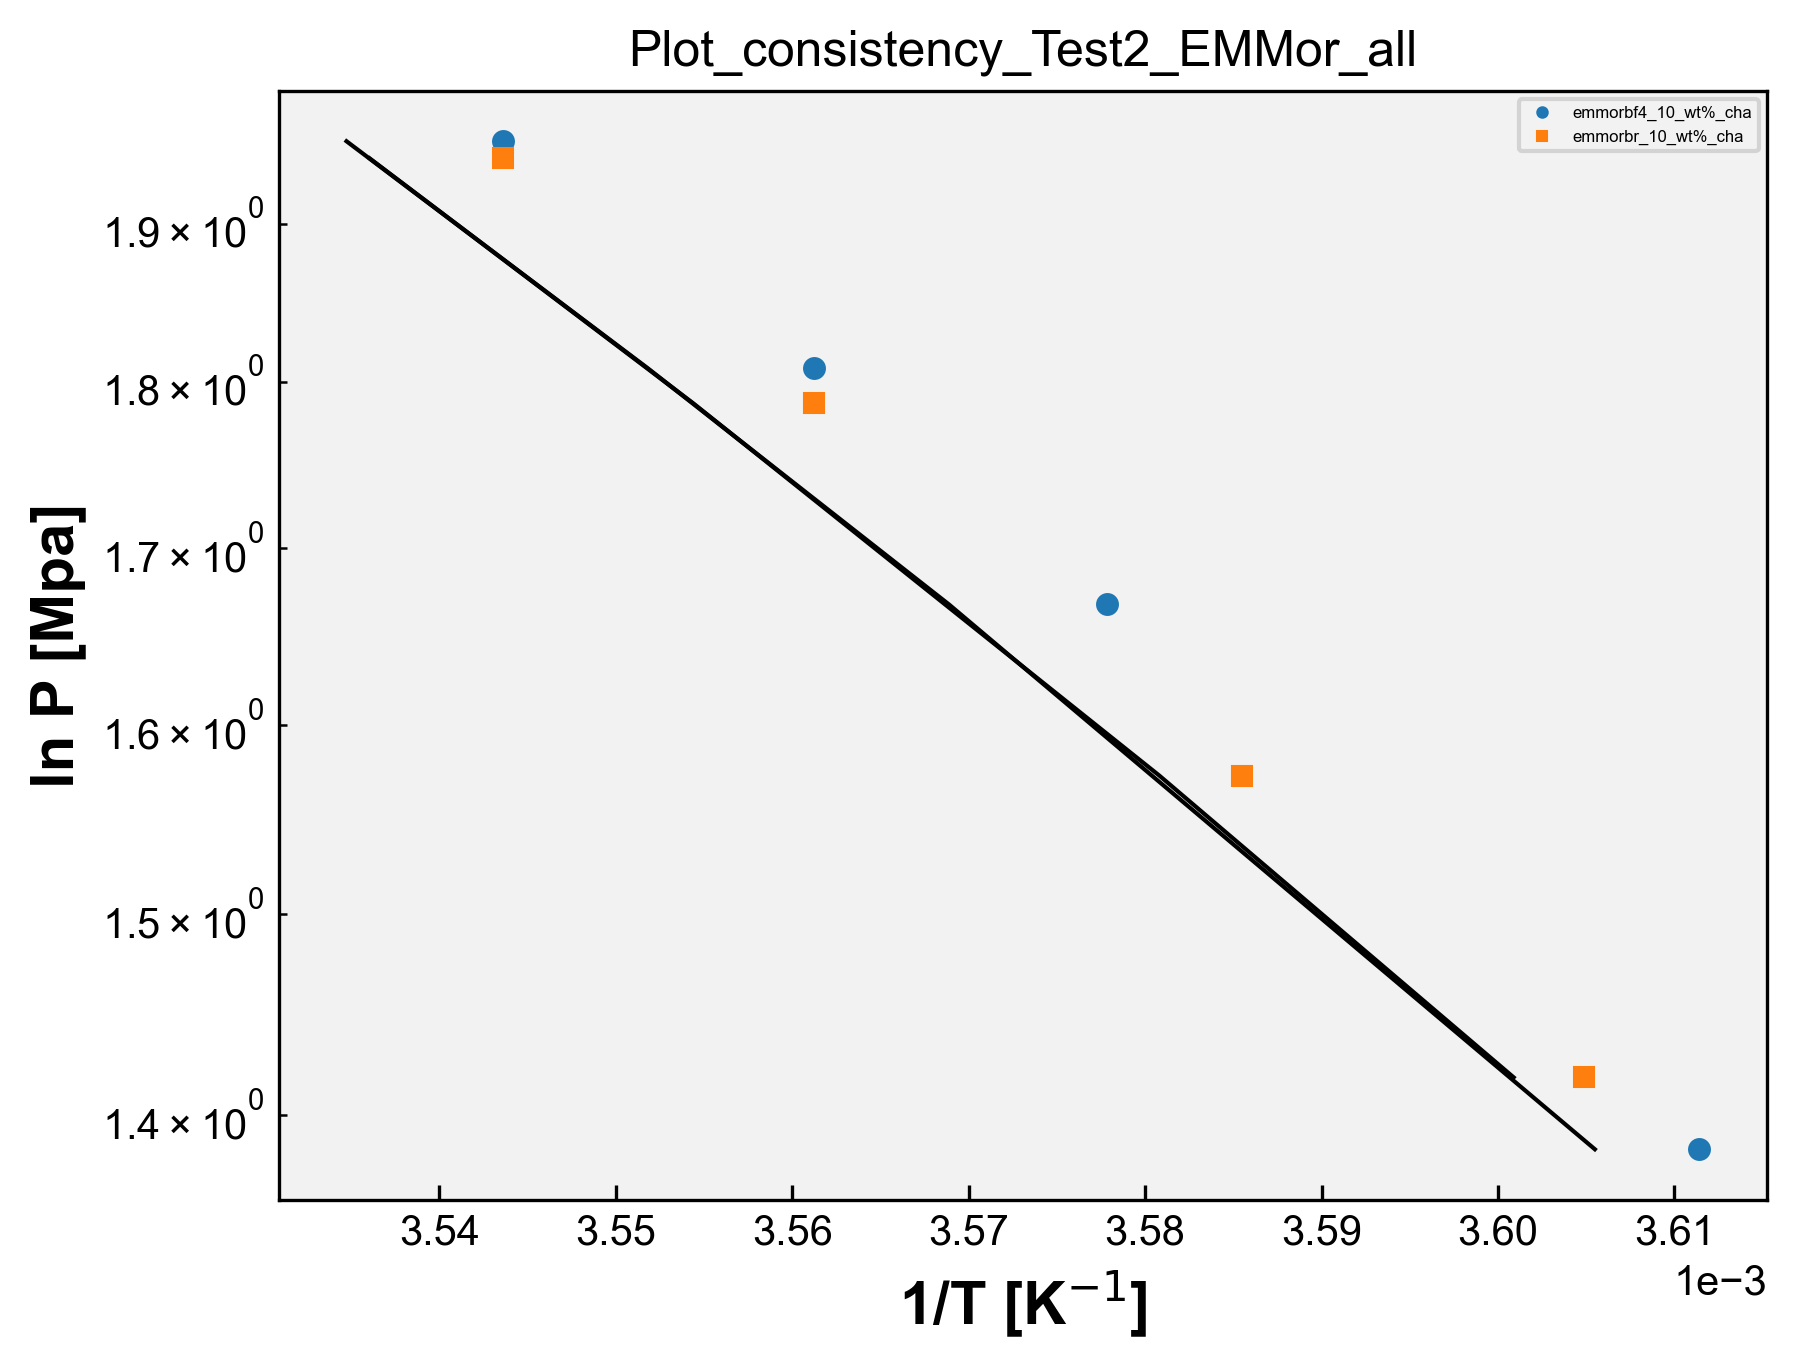 Plot_consistency_Test2_EMMor_all
emmorbf4_10_wt%_cha
emmorbr_10_wt%_cha
ln P [Mpa]
1.9 × 10⁰
1.8 × 10⁰
1.7 × 10⁰
1.6 × 10⁰
1.5 × 10⁰
1.4 × 10⁰
3.54 3.55 3.56 3.57 3.58 3.59 3.60 3.61
1e−3
1/T [K⁻¹]